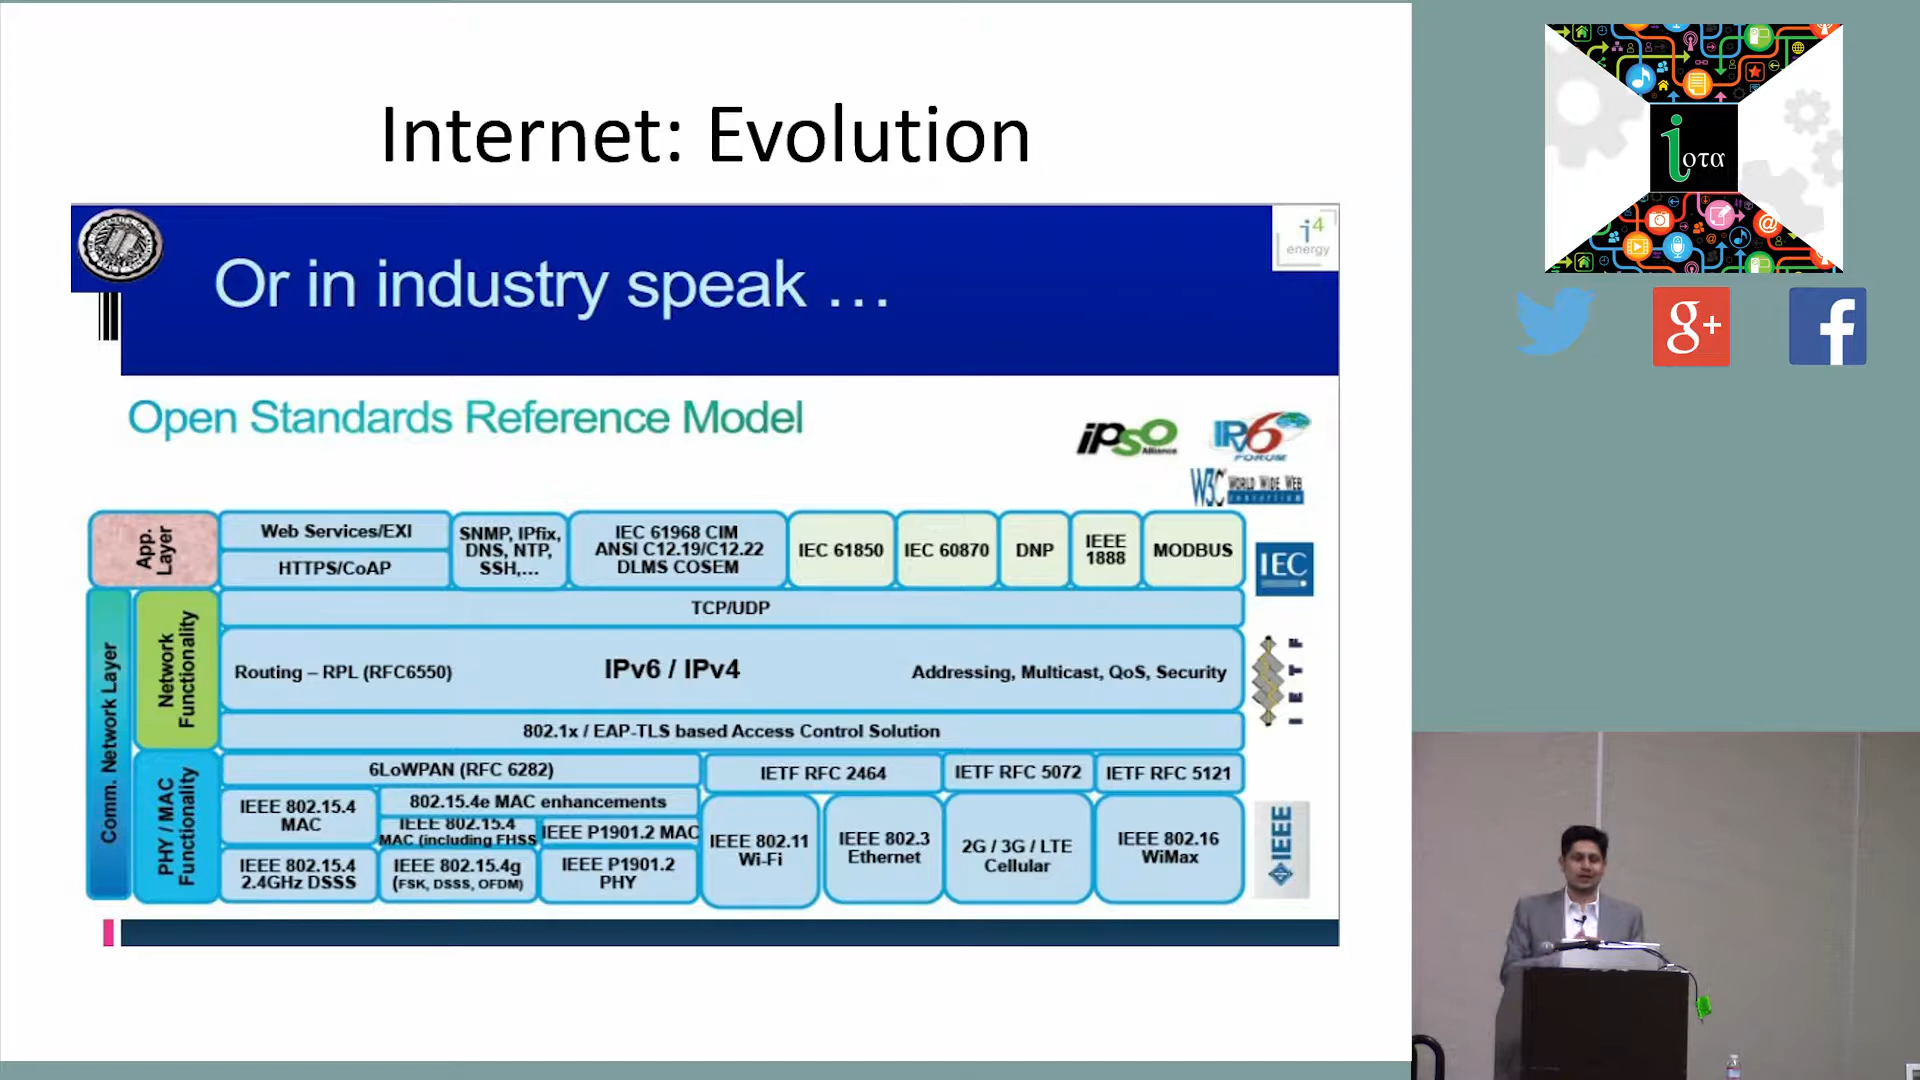 Internet: Evolution
i4
energy
Or in industry speak …
Open Standards Reference Model
iPSO
Alliance
IPv6
FORUM
W3C WORLD WIDE WEB
consortium
App.
Layer
Web Services/EXI
HTTPS/CoAP
SNMP, IPfix,
DNS, NTP,
SSH,...
IEC 61968 CIM
ANSI C12.19/C12.22
DLMS COSEM
IEC 61850
IEC 60870
DNP
IEEE
1888
MODBUS
IEC
Comm. Network Layer
Network
Functionality
TCP/UDP
Routing – RPL (RFC6550)
IPv6 / IPv4
Addressing, Multicast, QoS, Security
802.1x / EAP-TLS based Access Control Solution
IETF
PHY / MAC
Functionality
6LoWPAN (RFC 6282)
IETF RFC 2464
IETF RFC 5072
IETF RFC 5121
IEEE 802.15.4
MAC
802.15.4e MAC enhancements
IEEE 802.15.4
MAC (including FHSS
IEEE P1901.2 MAC
IEEE 802.15.4
2.4GHz DSSS
IEEE 802.15.4g
(FSK, DSSS, OFDM)
IEEE P1901.2
PHY
IEEE 802.11
Wi-Fi
IEEE 802.3
Ethernet
2G / 3G / LTE
Cellular
IEEE 802.16
WiMax
IEEE
iοτα
g+
f